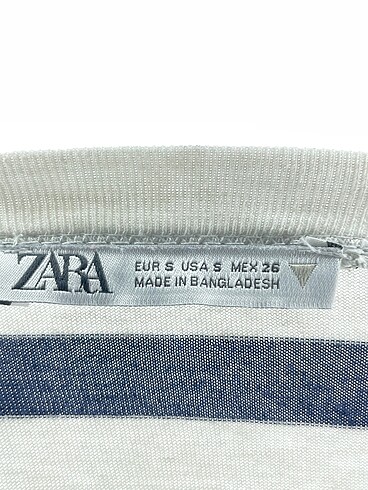 ZARA
EUR S USA S MEX 26
MADE IN BANGLADESH